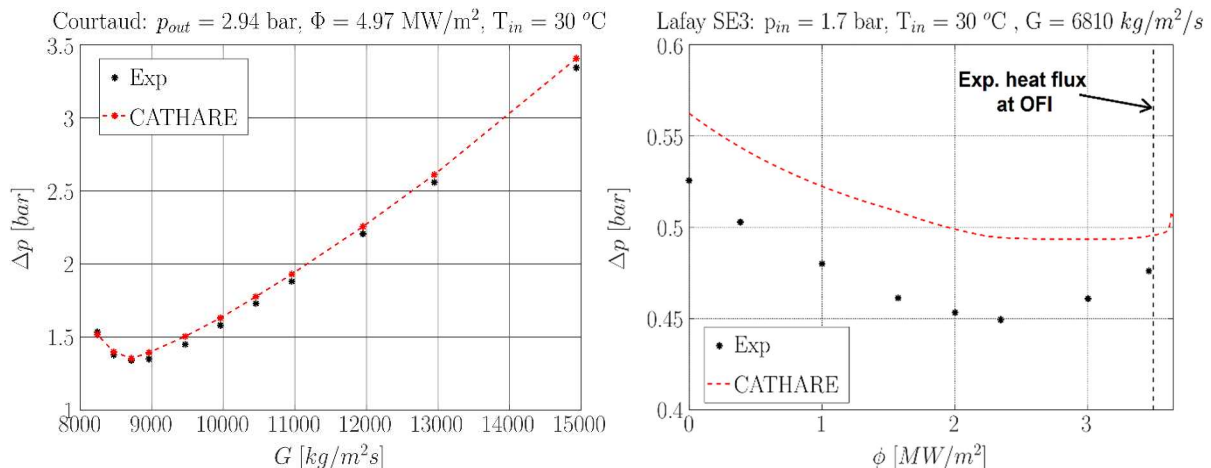 Courtaud: p_out = 2.94 bar, Φ = 4.97 MW/m², T_in = 30 °C
3.5
3
2.5
2
1.5
1
Δp [bar]
Exp
CATHARE
8000 9000 10000 11000 12000 13000 14000 15000
G [kg/m²s]
Lafay SE3: p_in = 1.7 bar, T_in = 30 °C , G = 6810 kg/m²/s
0.6
0.55
0.5
0.45
0.4
Δp [bar]
Exp. heat flux
at OFI
Exp
CATHARE
0 1 2 3
ϕ [MW/m²]